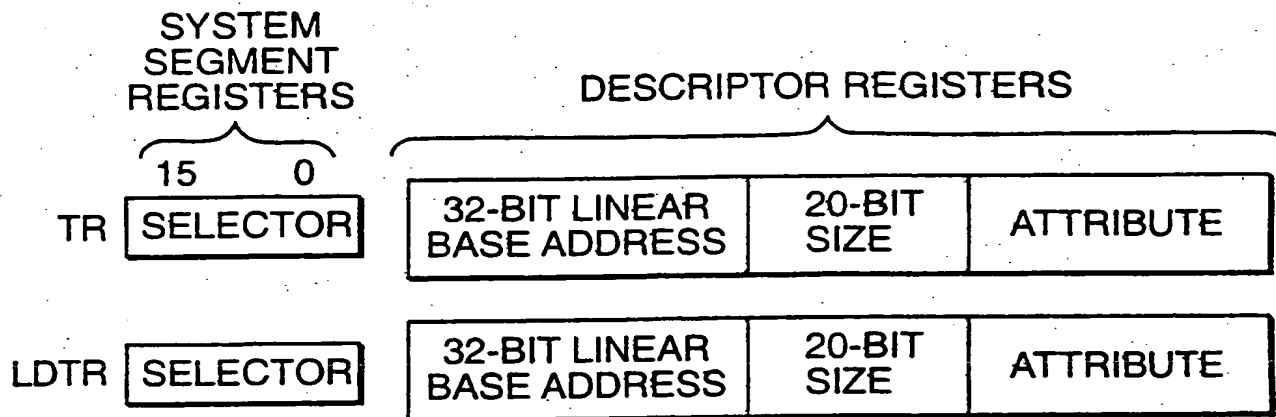 SYSTEM
SEGMENT
REGISTERS
DESCRIPTOR REGISTERS
15 0
TR SELECTOR 32-BIT LINEAR BASE ADDRESS 20-BIT SIZE ATTRIBUTE
LDTR SELECTOR 32-BIT LINEAR BASE ADDRESS 20-BIT SIZE ATTRIBUTE